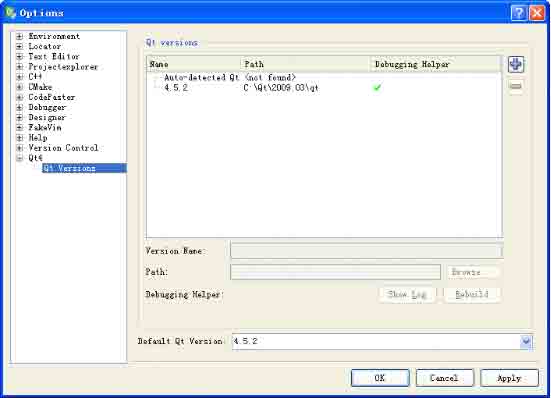 Options
Environment
Locator
Text Editor
Projectexplorer
C++
CMake
CodePaster
Debugger
Designer
FakeVim
Help
Version Control
Qt4
Qt Versions
Qt versions
Name Path Debugging Helper
Auto-detected Qt (not found)
4.5.2 C:\Qt\2009.03\qt
Version Name:
Path: Browse...
Debugging Helper: Show Log Rebuild
Default Qt Version: 4.5.2
OK Cancel Apply